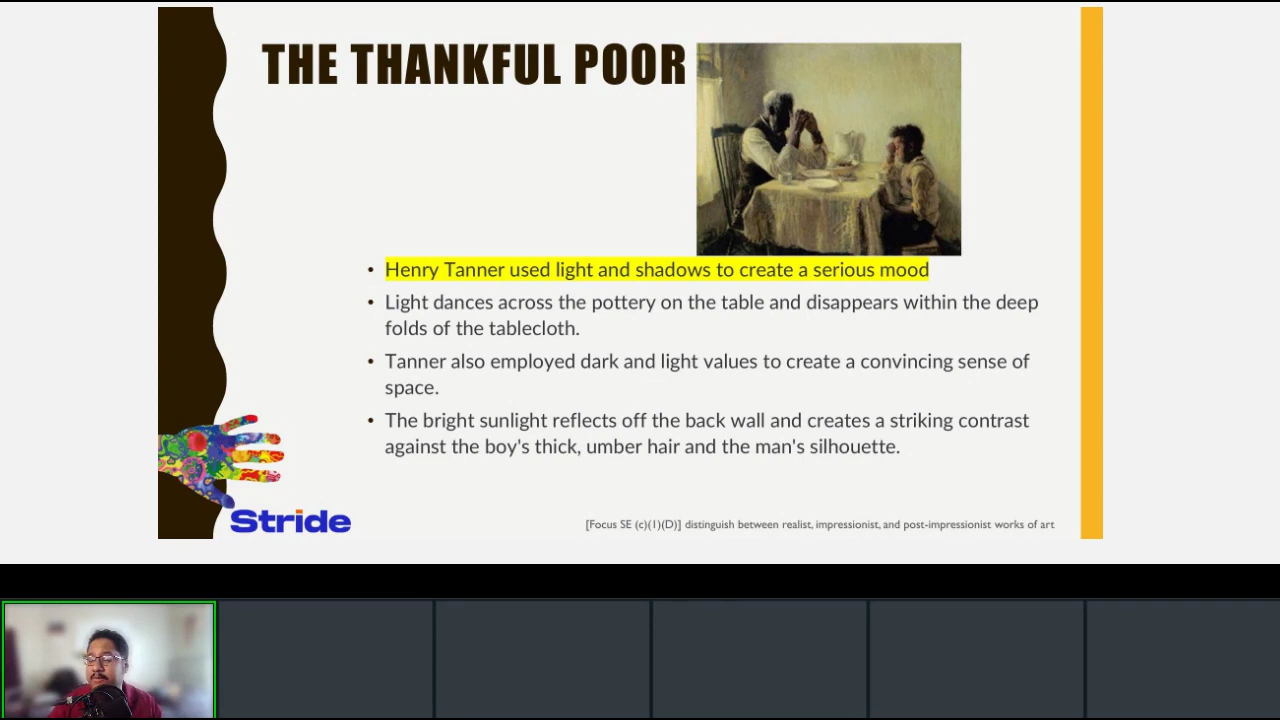 THE THANKFUL POOR
• Henry Tanner used light and shadows to create a serious mood
• Light dances across the pottery on the table and disappears within the deep
folds of the tablecloth.
• Tanner also employed dark and light values to create a convincing sense of
space.
• The bright sunlight reflects off the back wall and creates a striking contrast
against the boy's thick, umber hair and the man's silhouette.
Stride
[Focus SE (c)(1)(D)] distinguish between realist, impressionist, and post-impressionist works of art